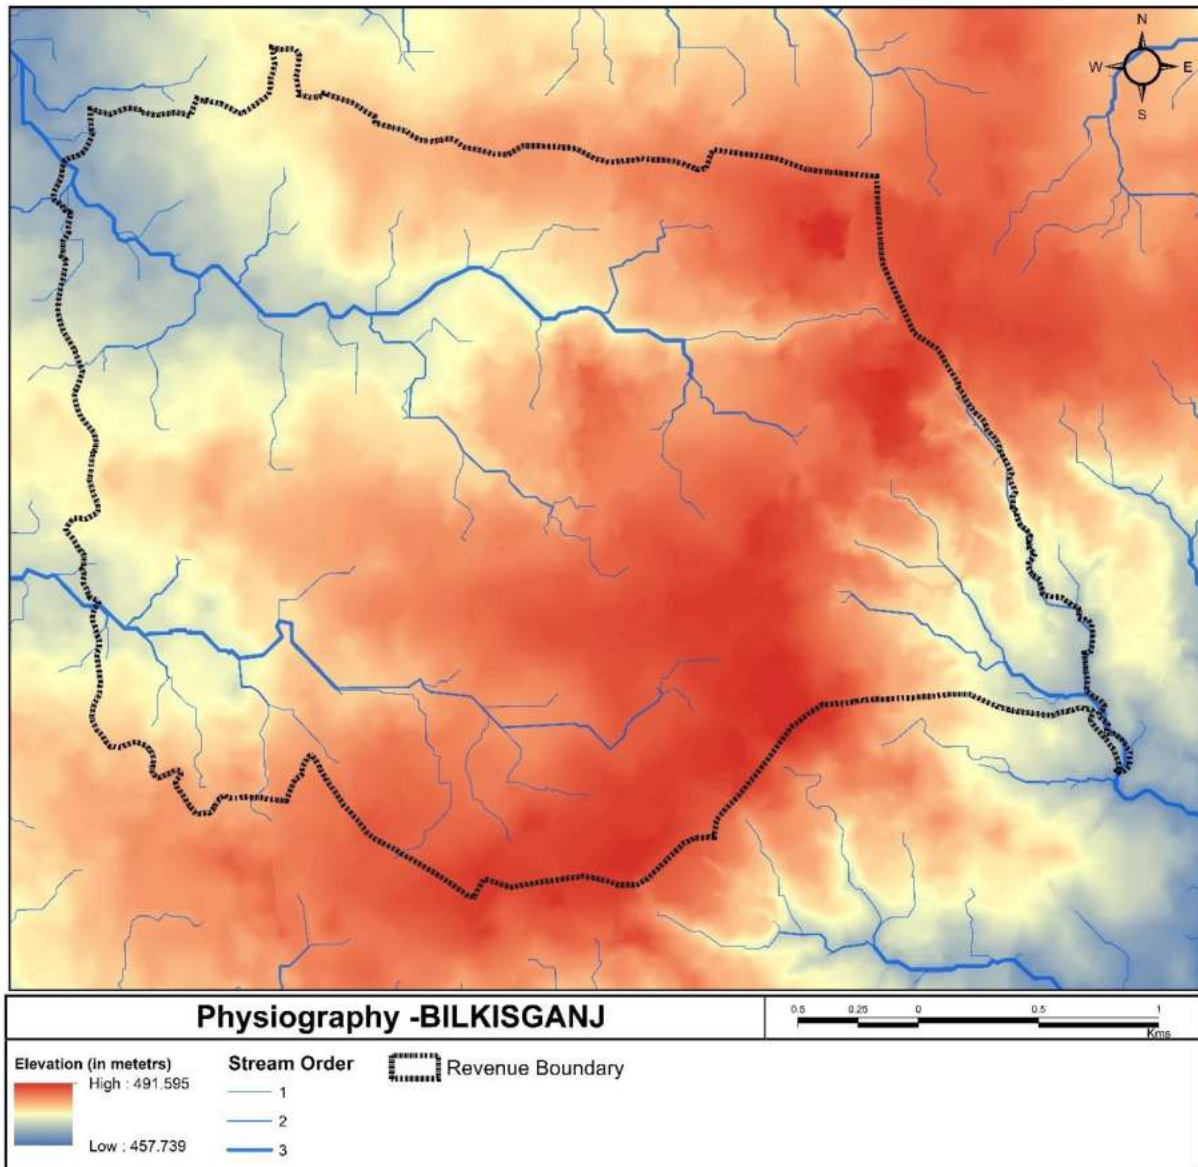 N
W E
S
Physiography -BILKISGANJ
0.5 0.25 0 0.5 1
Kms
Elevation (in metetrs)
High : 491.595
Low : 457.739
Stream Order
1
2
3
Revenue Boundary